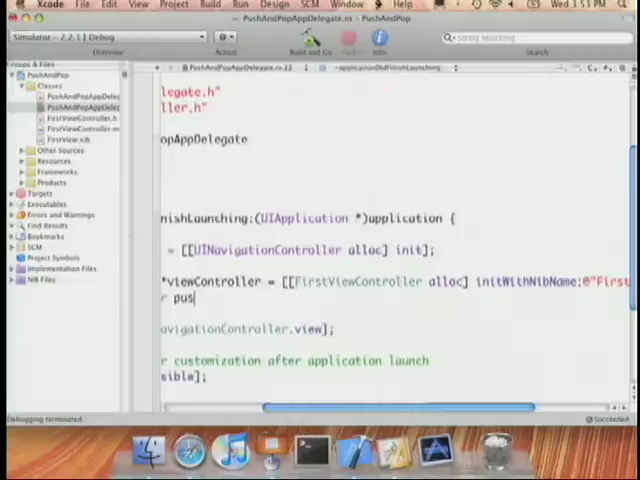 Xcode File Edit View Project Build Run Design SCM Window Help Wed 3:53 PM
PushAndPopAppDelegate.m - PushAndPop
Simulator - 2.2.1 | Debug
String Matching
Overview Action Build and Go Info Search
Groups & Files
PushAndPopAppDelegate.m:22
PushAndPop
Classes
PushAndPopAppDeleg
PushAndPopAppDeleg
FirstViewController.h
FirstViewController.m
FirstView.xib
Other Sources
Resources
Frameworks
Products
Targets
Executables
Errors and Warnings
Find Results
Bookmarks
SCM
Project Symbols
Implementation Files
NIB Files
legate.h"
ller.h"
opAppDelegate
nishLaunching:(UIApplication *)application {
= [[UINavigationController alloc] init];
*viewController = [[FirstViewController alloc] initWithNibName:@"First
r pus
avigationController.view];
r customization after application launch
sible];
Debugging terminated.
Succeeded